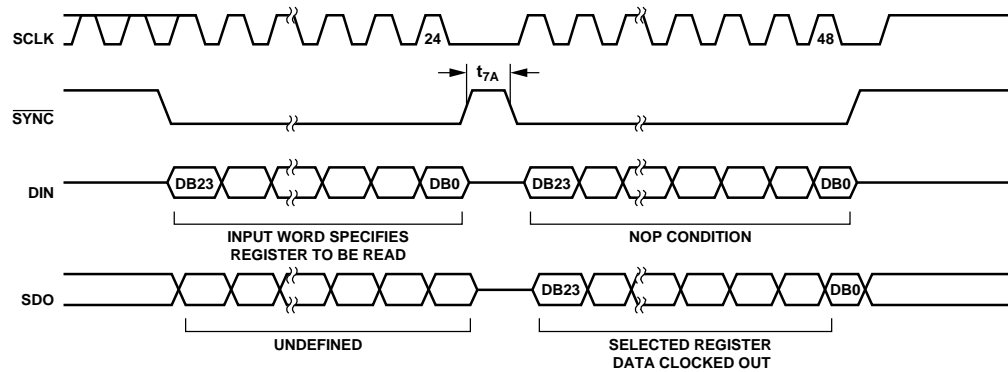 SCLK
24
48
t7A
SYNC
DIN
DB23
DB0
DB23
DB0
INPUT WORD SPECIFIES
REGISTER TO BE READ
NOP CONDITION
SDO
DB23
DB0
UNDEFINED
SELECTED REGISTER
DATA CLOCKED OUT